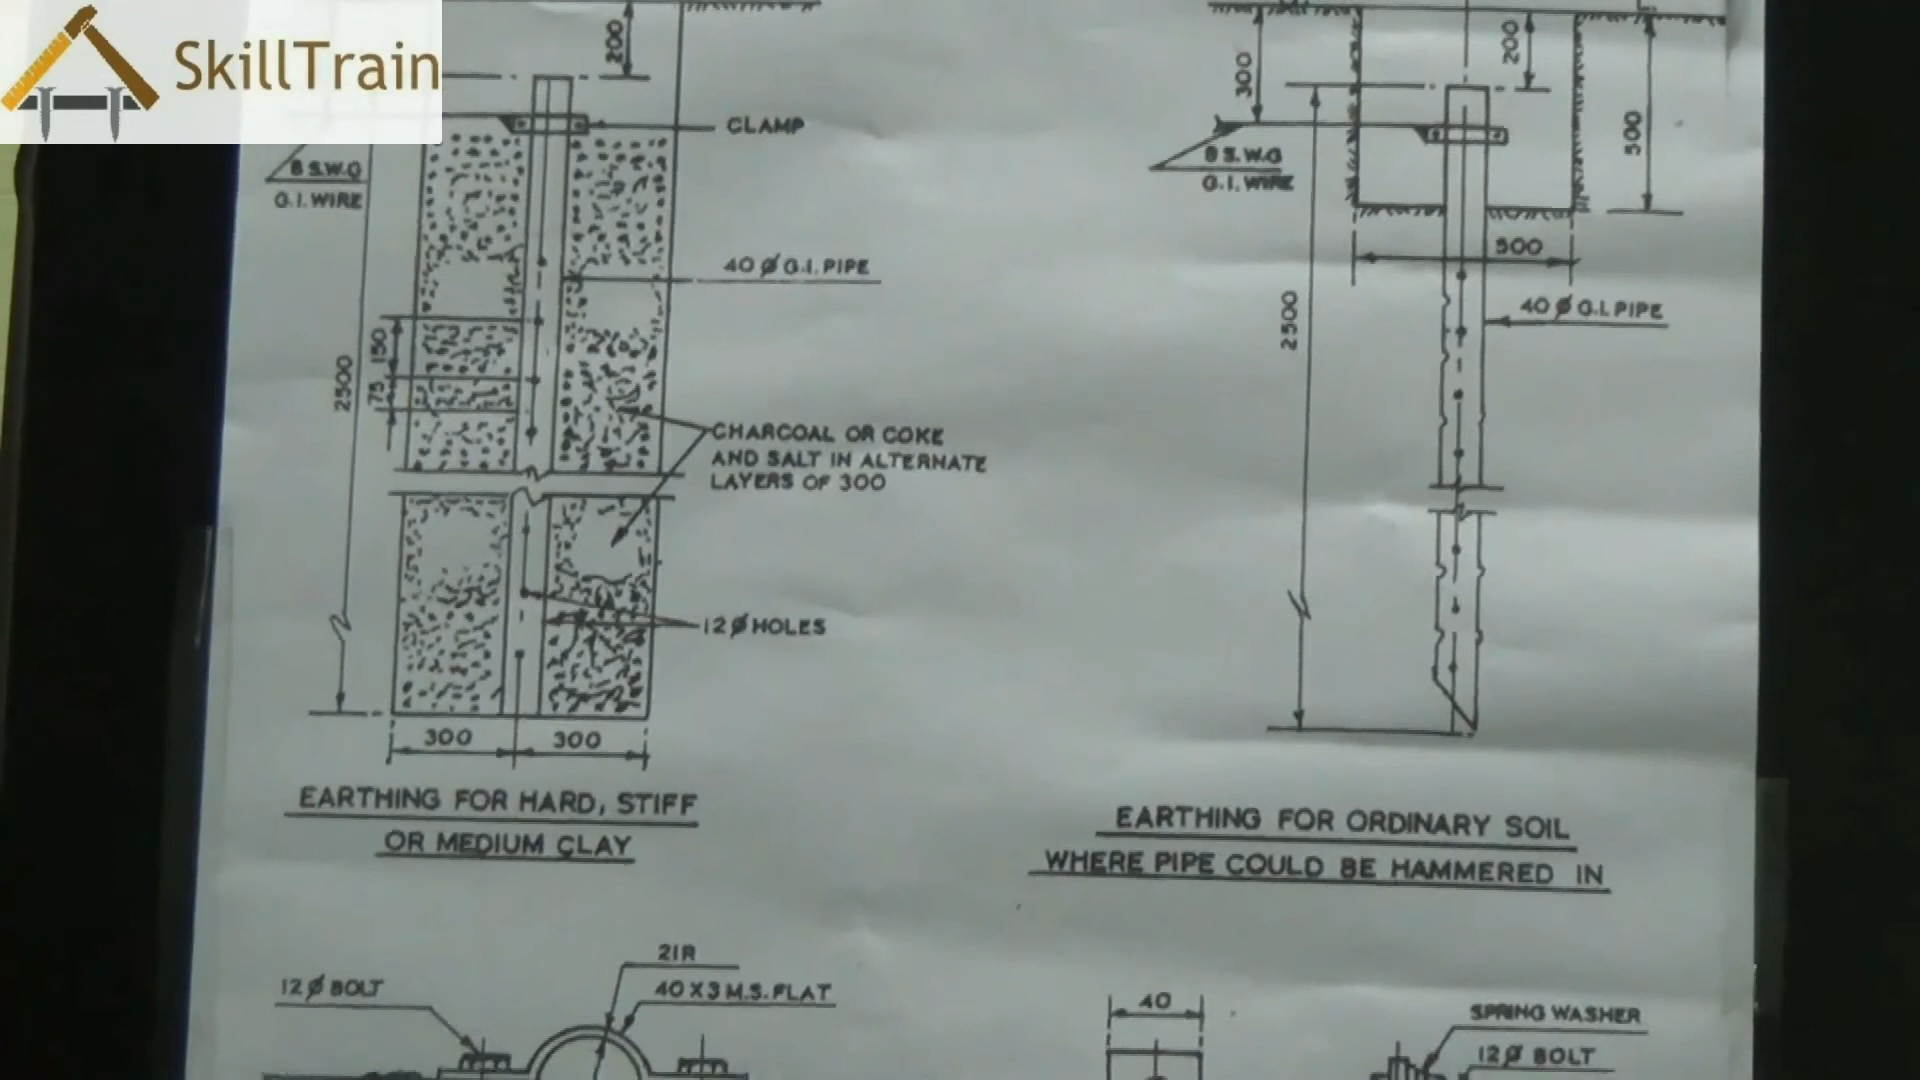 SkillTrain
200
CLAMP
8 S.W.G
G.I. WIRE
40 Ø G.I. PIPE
150
75
2500
CHARCOAL OR COKE
AND SALT IN ALTERNATE
LAYERS OF 300
12 Ø HOLES
300
300
EARTHING FOR HARD, STIFF
OR MEDIUM CLAY
300
200
500
8 S.W.G
G.I. WIRE
500
40 Ø G.I. PIPE
2500
EARTHING FOR ORDINARY SOIL
WHERE PIPE COULD BE HAMMERED IN
21R
12 Ø BOLT
40 X 3 M.S. FLAT
40
SPRING WASHER
12 Ø BOLT